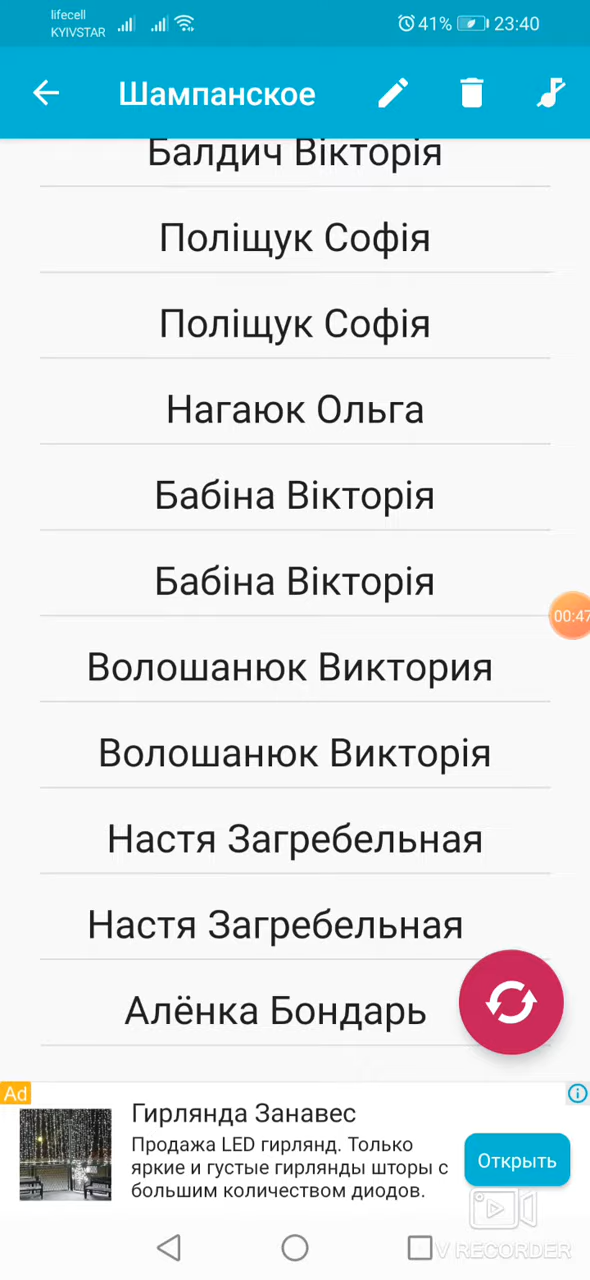 lifecell
KYIVSTAR
41%
23:40
Шампанское
Балдич Вікторія
Поліщук Софія
Поліщук Софія
Нагаюк Ольга
Бабіна Вікторія
Бабіна Вікторія
00:47
Волошанюк Виктория
Волошанюк Викторія
Настя Загребельная
Настя Загребельная
Алёнка Бондарь
Ad
Гирлянда Занавес
Продажа LED гирлянд. Только
яркие и густые гирлянды шторы с
большим количеством диодов.
Открыть
V RECORDER